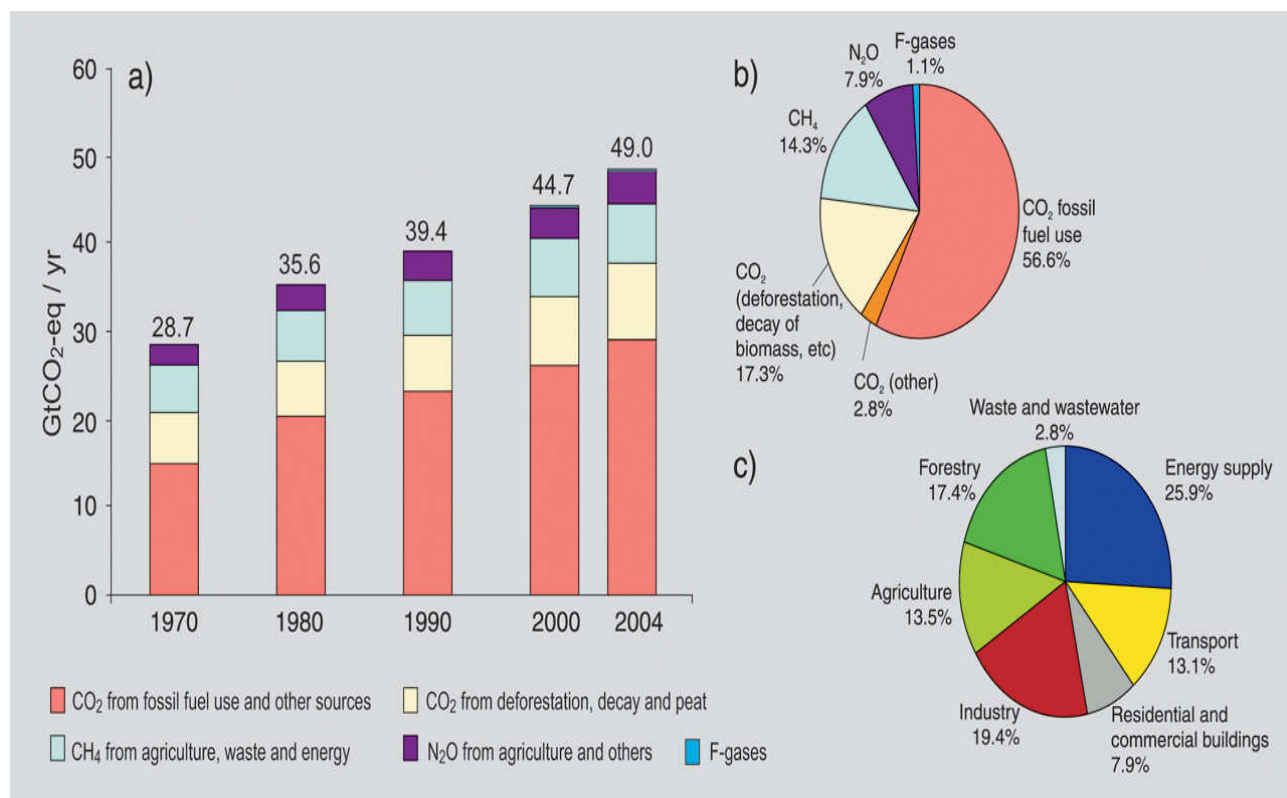 a)
60
50
40
30
20
10
0
GtCO₂-eq / yr
28.7
35.6
39.4
44.7
49.0
1970
1980
1990
2000
2004
CO₂ from fossil fuel use and other sources
CO₂ from deforestation, decay and peat
CH₄ from agriculture, waste and energy
N₂O from agriculture and others
F-gases
b)
F-gases
1.1%
N₂O
7.9%
CH₄
14.3%
CO₂ fossil
fuel use
56.6%
CO₂
(deforestation,
decay of
biomass, etc)
17.3%
CO₂ (other)
2.8%
c)
Waste and wastewater
2.8%
Forestry
17.4%
Energy supply
25.9%
Agriculture
13.5%
Transport
13.1%
Industry
19.4%
Residential and
commercial buildings
7.9%